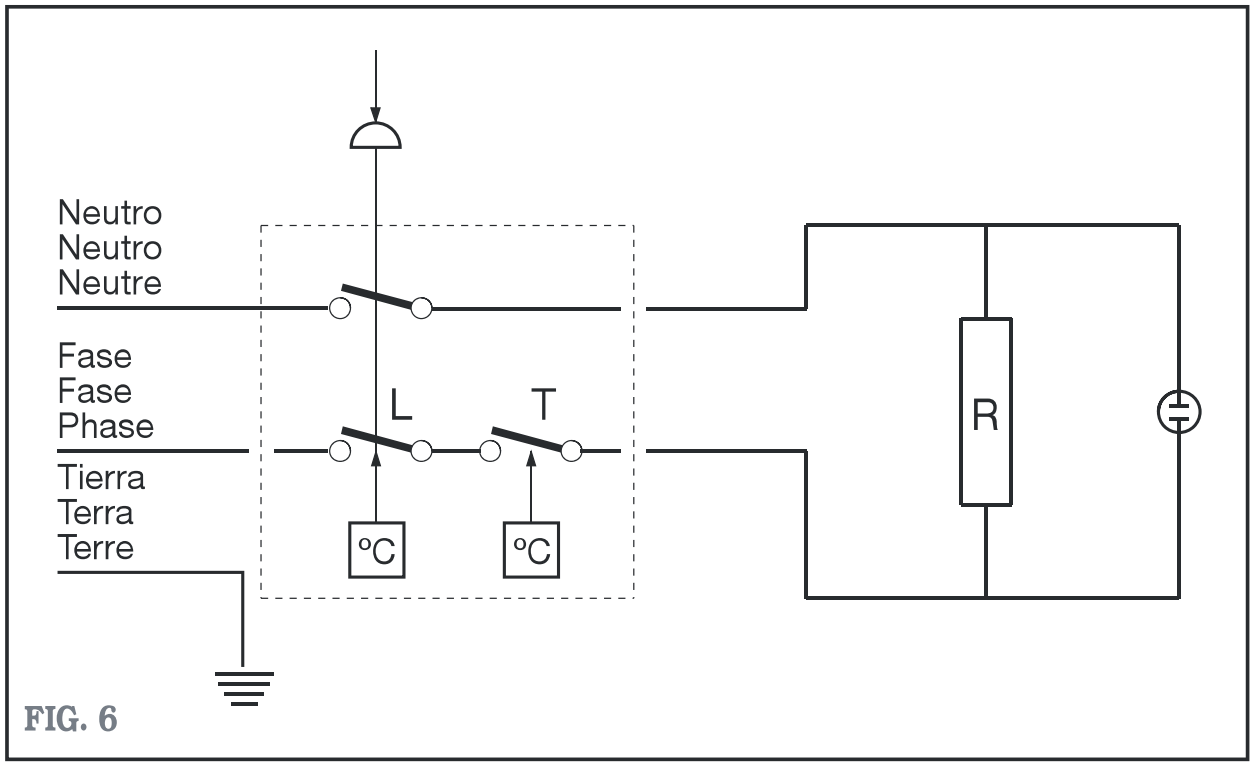 Neutro
Neutro
Neutre
Fase
Fase
Phase
L
T
R
Tierra
Terra
Terre
ºC
ºC
FIG. 6